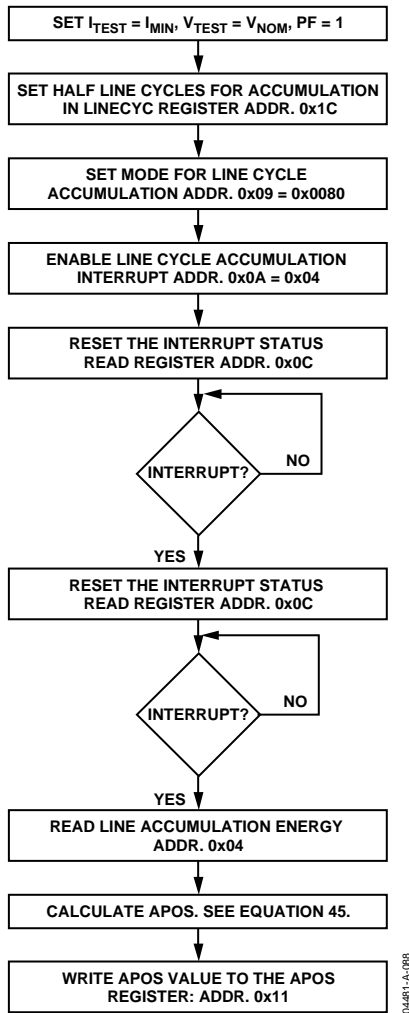 SET ITEST = IMIN, VTEST = VNOM, PF = 1
SET HALF LINE CYCLES FOR ACCUMULATION
IN LINECYC REGISTER ADDR. 0x1C
SET MODE FOR LINE CYCLE
ACCUMULATION ADDR. 0x09 = 0x0080
ENABLE LINE CYCLE ACCUMULATION
INTERRUPT ADDR. 0x0A = 0x04
RESET THE INTERRUPT STATUS
READ REGISTER ADDR. 0x0C
INTERRUPT?
NO
YES
RESET THE INTERRUPT STATUS
READ REGISTER ADDR. 0x0C
INTERRUPT?
NO
YES
READ LINE ACCUMULATION ENERGY
ADDR. 0x04
CALCULATE APOS. SEE EQUATION 45.
WRITE APOS VALUE TO THE APOS
REGISTER: ADDR. 0x11
04481-A-088